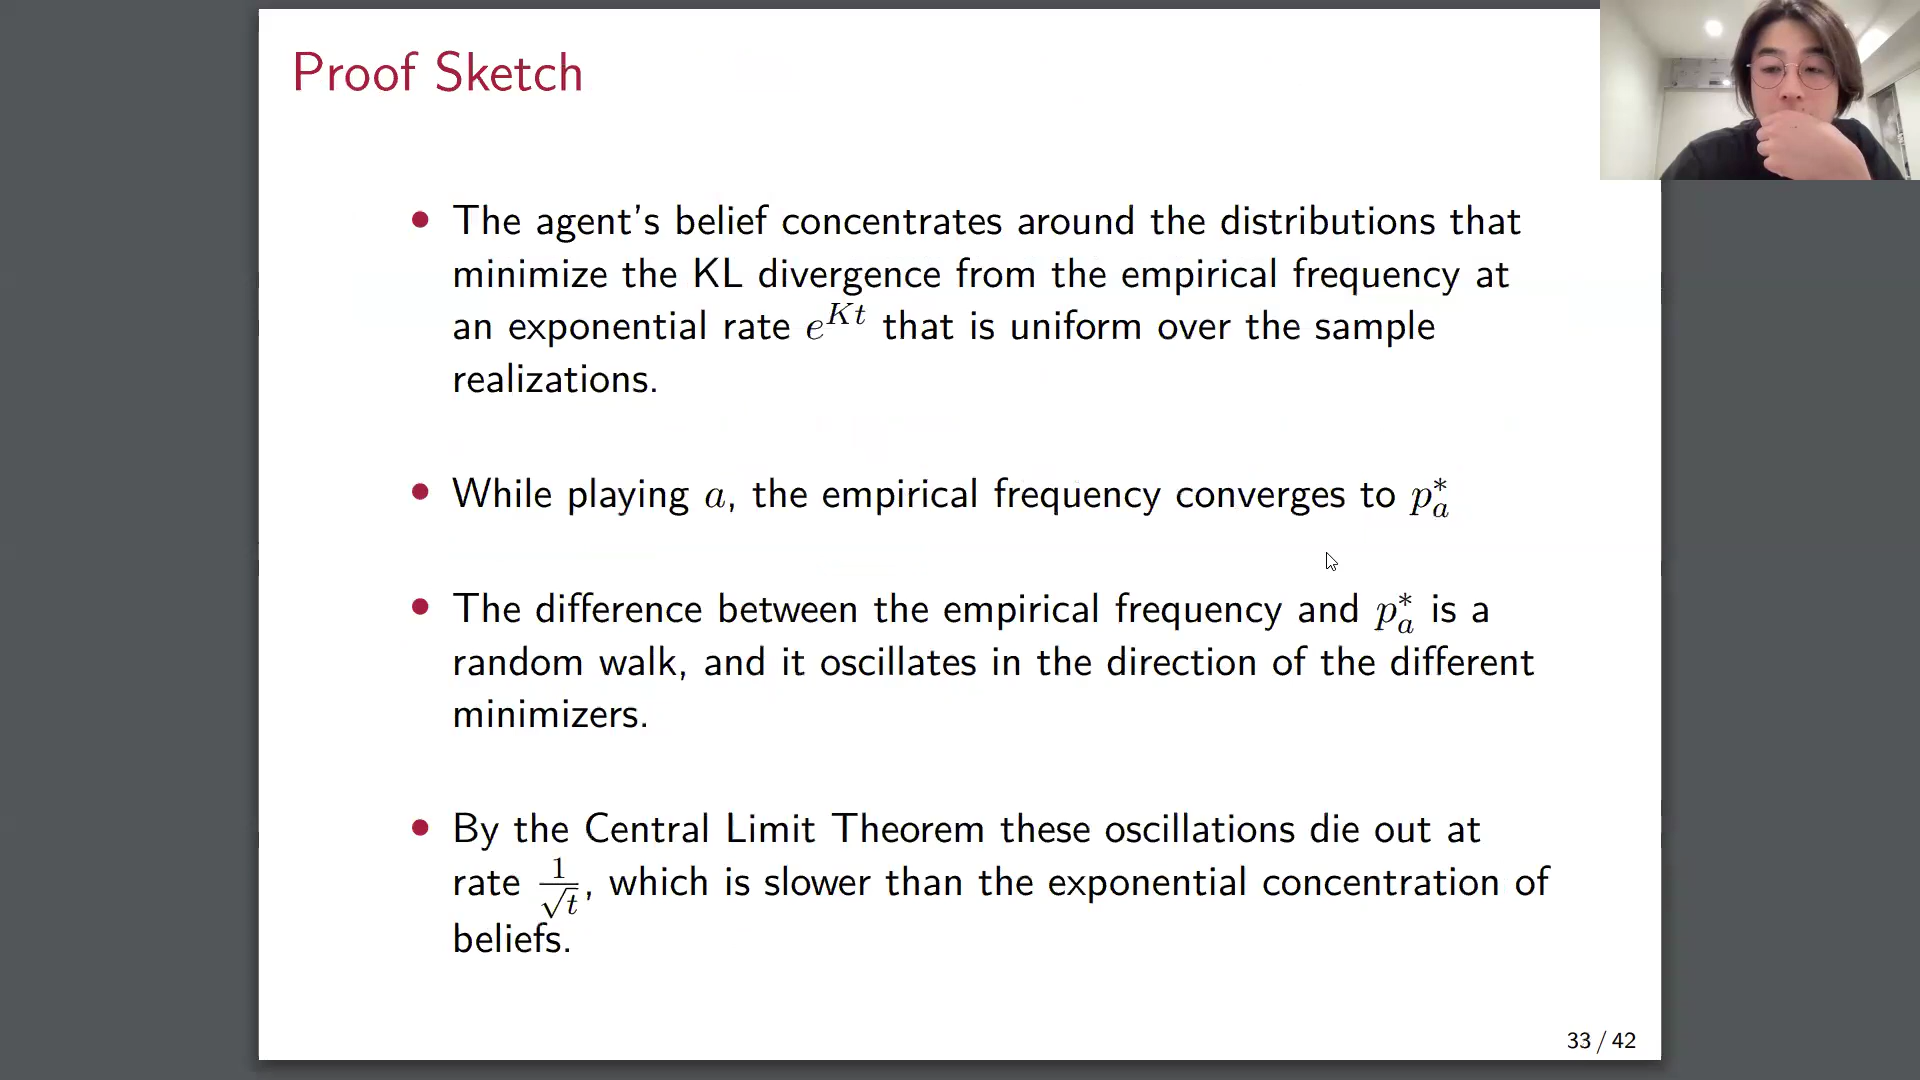 Proof Sketch
• The agent's belief concentrates around the distributions that
minimize the KL divergence from the empirical frequency at
an exponential rate $e^{Kt}$ that is uniform over the sample
realizations.
• While playing $a$, the empirical frequency converges to $p_a^*$
• The difference between the empirical frequency and $p_a^*$ is a
random walk, and it oscillates in the direction of the different
minimizers.
• By the Central Limit Theorem these oscillations die out at
rate $\frac{1}{\sqrt{t}}$, which is slower than the exponential concentration of
beliefs.
33 / 42